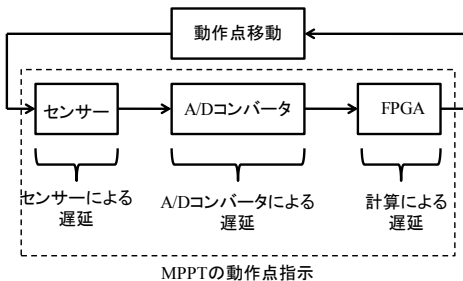 動作点移動
センサー
A/Dコンバータ
FPGA
センサーによる
遅延
A/Dコンバータによる
遅延
計算による
遅延
MPPTの動作点指示